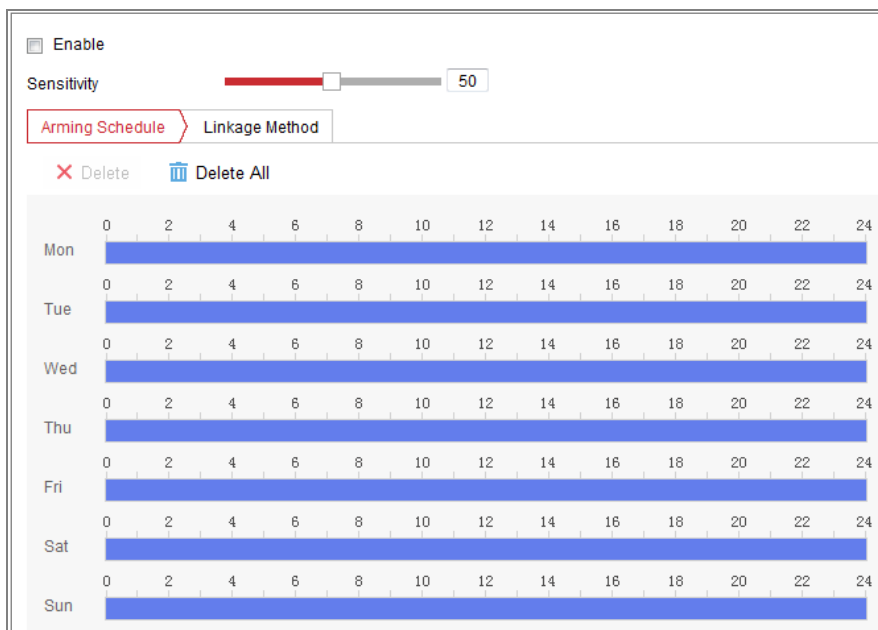 Enable
Sensitivity 50
Arming Schedule Linkage Method
Delete Delete All
0 2 4 6 8 10 12 14 16 18 20 22 24
Mon
0 2 4 6 8 10 12 14 16 18 20 22 24
Tue
0 2 4 6 8 10 12 14 16 18 20 22 24
Wed
0 2 4 6 8 10 12 14 16 18 20 22 24
Thu
0 2 4 6 8 10 12 14 16 18 20 22 24
Fri
0 2 4 6 8 10 12 14 16 18 20 22 24
Sat
0 2 4 6 8 10 12 14 16 18 20 22 24
Sun